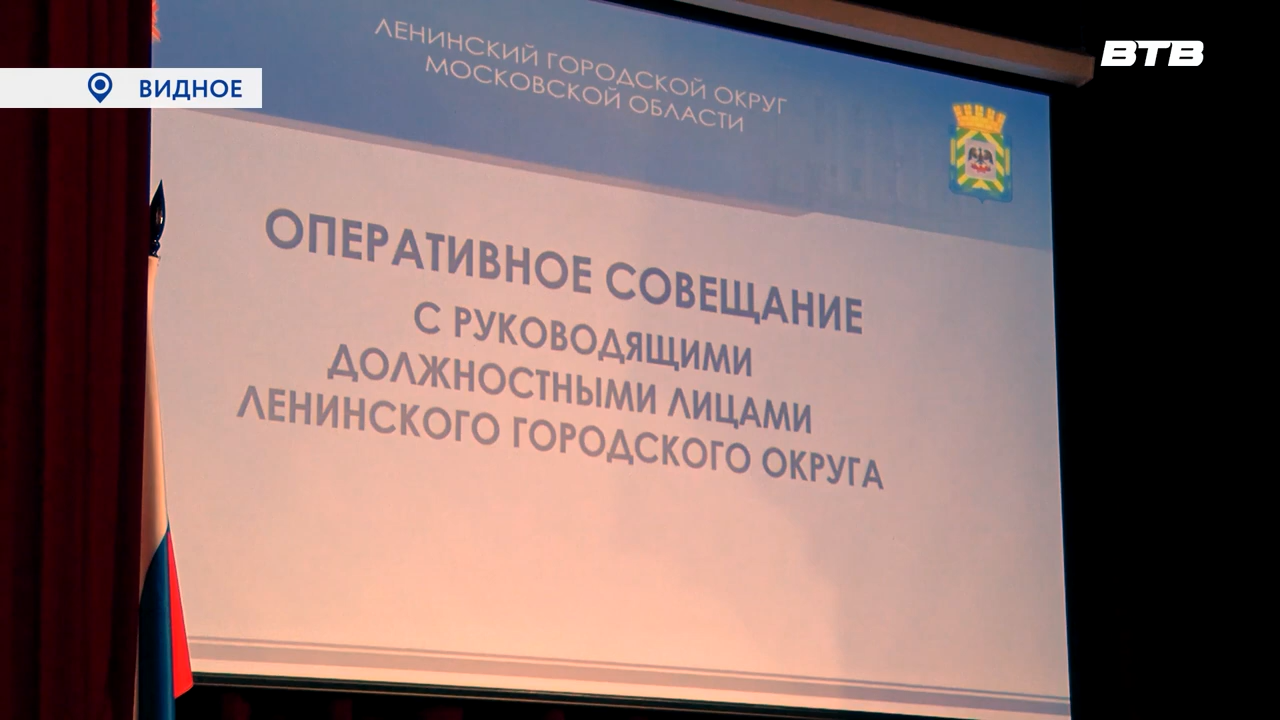 ВИДНОЕ
ВТВ
ЛЕНИНСКИЙ ГОРОДСКОЙ ОКРУГ
МОСКОВСКОЙ ОБЛАСТИ
ОПЕРАТИВНОЕ СОВЕЩАНИЕ
С РУКОВОДЯЩИМИ
ДОЛЖНОСТНЫМИ ЛИЦАМИ
ЛЕНИНСКОГО ГОРОДСКОГО ОКРУГА